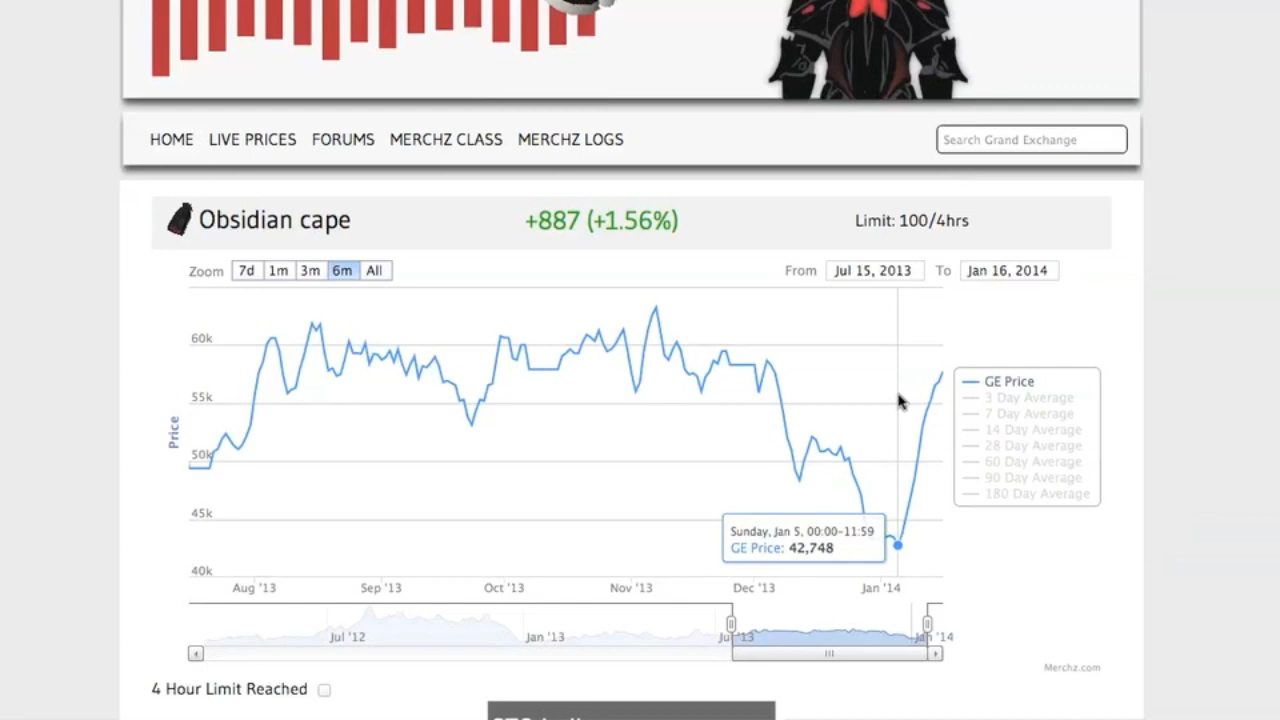 HOME LIVE PRICES FORUMS MERCHZ CLASS MERCHZ LOGS Search Grand Exchange
Obsidian cape +887 (+1.56%) Limit: 100/4hrs
Zoom 7d 1m 3m 6m All From Jul 15, 2013 To Jan 16, 2014
60k
55k
50k
45k
40k
Price
GE Price
3 Day Average
7 Day Average
14 Day Average
28 Day Average
60 Day Average
90 Day Average
180 Day Average
Sunday, Jan 5, 00:00-11:59
GE Price: 42,748
Aug '13 Sep '13 Oct '13 Nov '13 Dec '13 Jan '14
Jul '12 Jan '13 Jul '13 Jan '14
Merchz.com
4 Hour Limit Reached